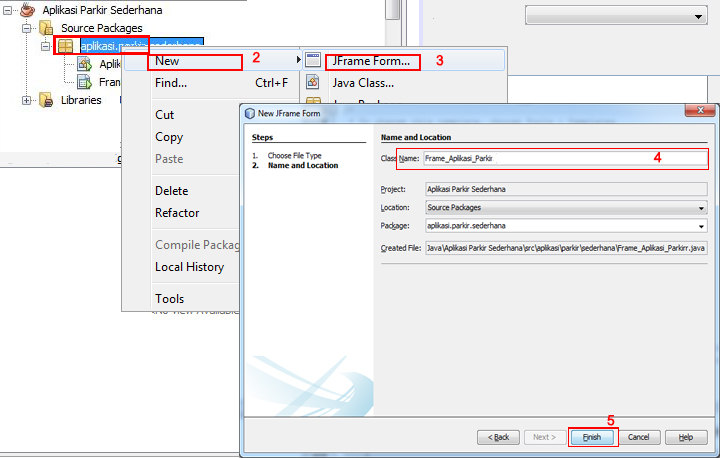 Aplikasi Parkir Sederhana
Source Packages
aplikasi.parkir.sederhana
Aplik
Fram
Libraries
New 2
Find... Ctrl+F
Cut
Copy
Paste
Delete
Refactor
Compile Packag
Local History
Tools
JFrame Form... 3
Java Class...
New JFrame Form
Steps
1. Choose File Type
2. Name and Location
Name and Location
Class Name: Frame_Aplikasi_Parkir 4
Project: Aplikasi Parkir Sederhana
Location: Source Packages
Package: aplikasi.parkir.sederhana
Created File: Java\Aplikasi Parkir Sederhana\src\aplikasi\parkir\sederhana\Frame_Aplikasi_Parkirr.java
5
< Back Next > Finish Cancel Help